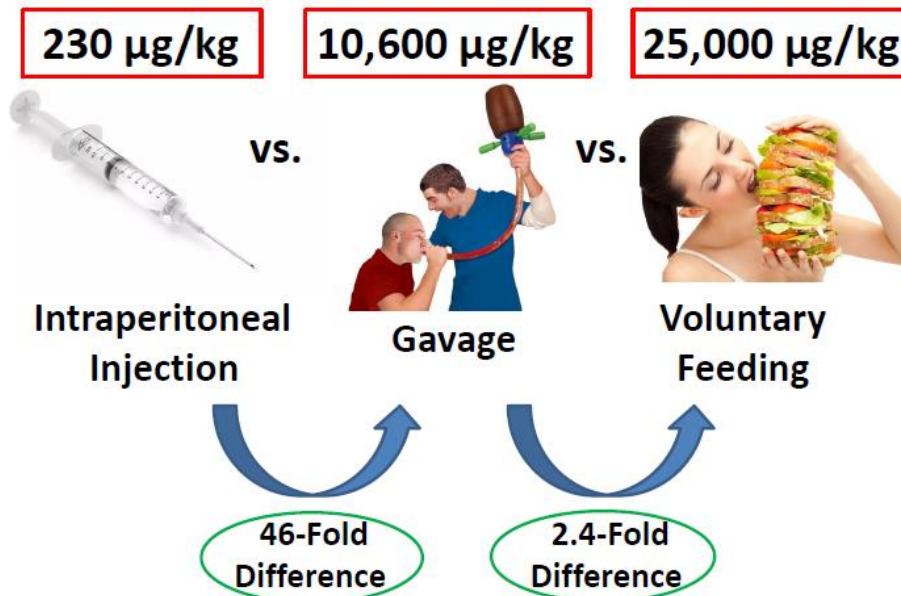 230 µg/kg
10,600 µg/kg
25,000 µg/kg
vs.
vs.
Intraperitoneal
Injection
Gavage
Voluntary
Feeding
46-Fold
Difference
2.4-Fold
Difference